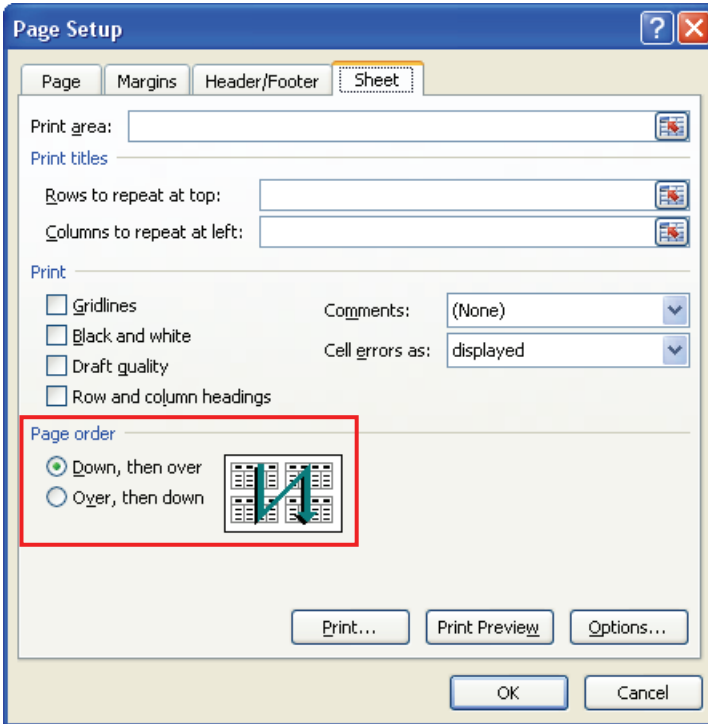 Page Setup
Page Margins Header/Footer Sheet
Print area:
Print titles
Rows to repeat at top:
Columns to repeat at left:
Print
Gridlines
Black and white
Draft quality
Row and column headings
Comments: (None)
Cell errors as: displayed
Page order
Down, then over
Over, then down
Print... Print Preview Options...
OK Cancel